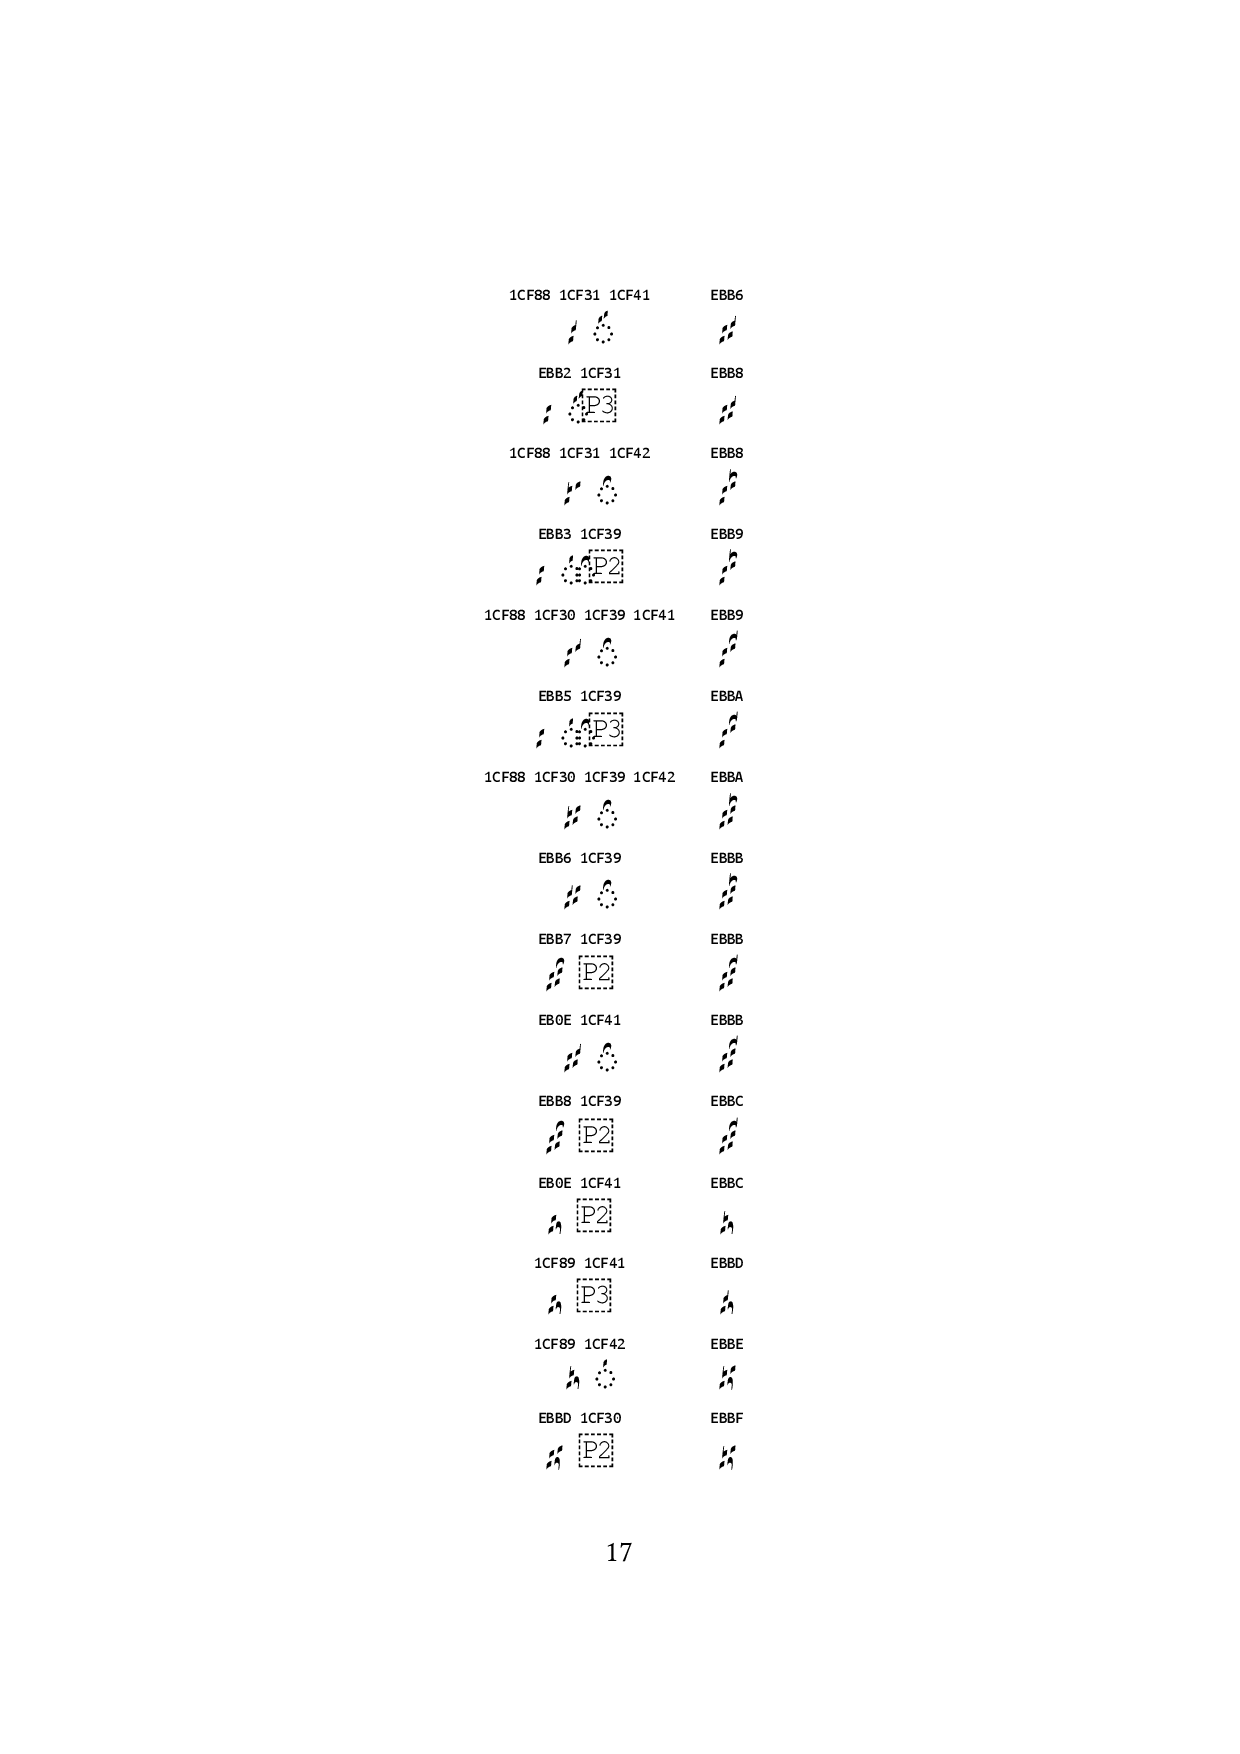 1CF88 1CF31 1CF41 EBB6
EBB2 1CF31 EBB8
P3
1CF88 1CF31 1CF42 EBB8
EBB3 1CF39 EBB9
P2
1CF88 1CF30 1CF39 1CF41 EBB9
EBB5 1CF39 EBBA
P3
1CF88 1CF30 1CF39 1CF42 EBBA
EBB6 1CF39 EBBB
EBB7 1CF39 EBBB
P2
EB0E 1CF41 EBBB
EBB8 1CF39 EBBC
P2
EB0E 1CF41 EBBC
P2
1CF89 1CF41 EBBD
P3
1CF89 1CF42 EBBE
EBBD 1CF30 EBBF
P2
17